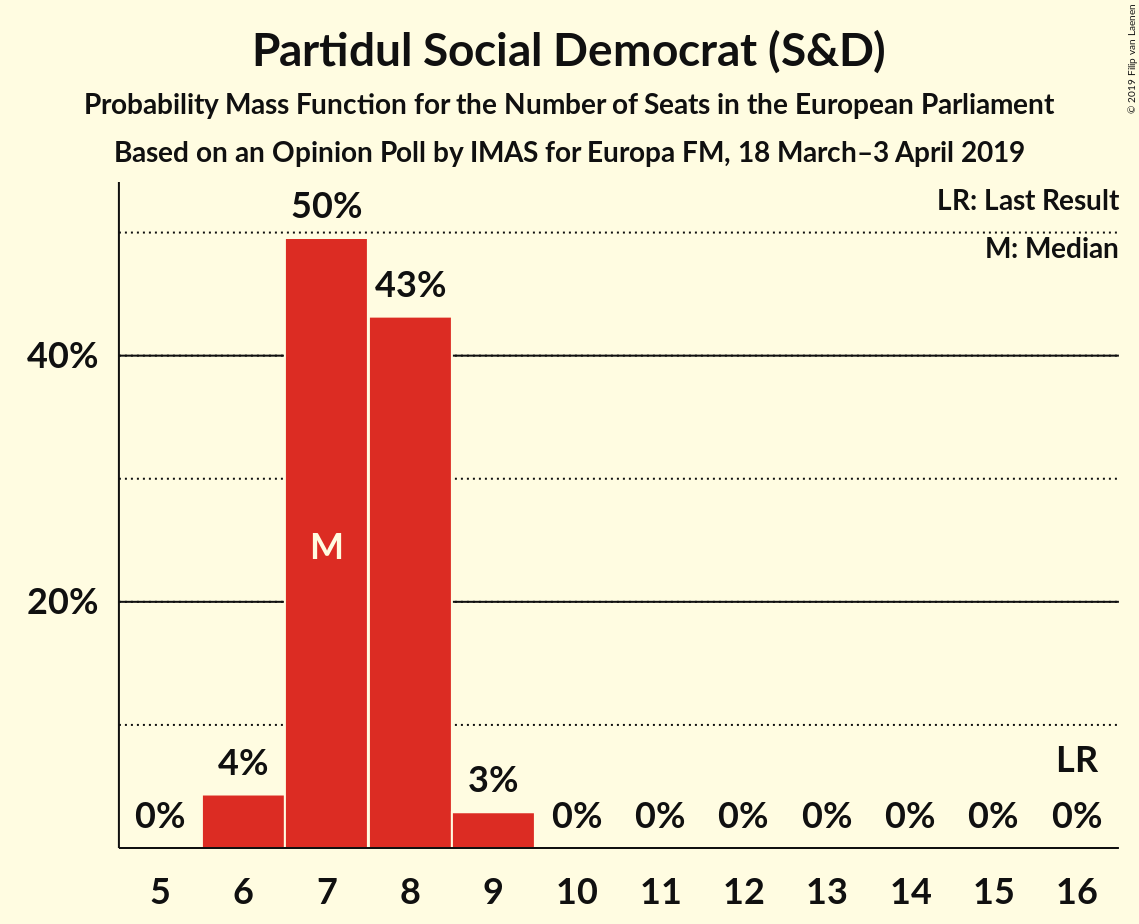 Partidul Social Democrat (S&D)
Probability Mass Function for the Number of Seats in the European Parliament
Based on an Opinion Poll by IMAS for Europa FM, 18 March–3 April 2019
© 2019 Filip van Laenen
LR: Last Result
M: Median
50%
43%
40%
M
20%
4%
3%
LR
0%
0%
0%
0%
0%
0%
0%
0%
5 6 7 8 9 10 11 12 13 14 15 16